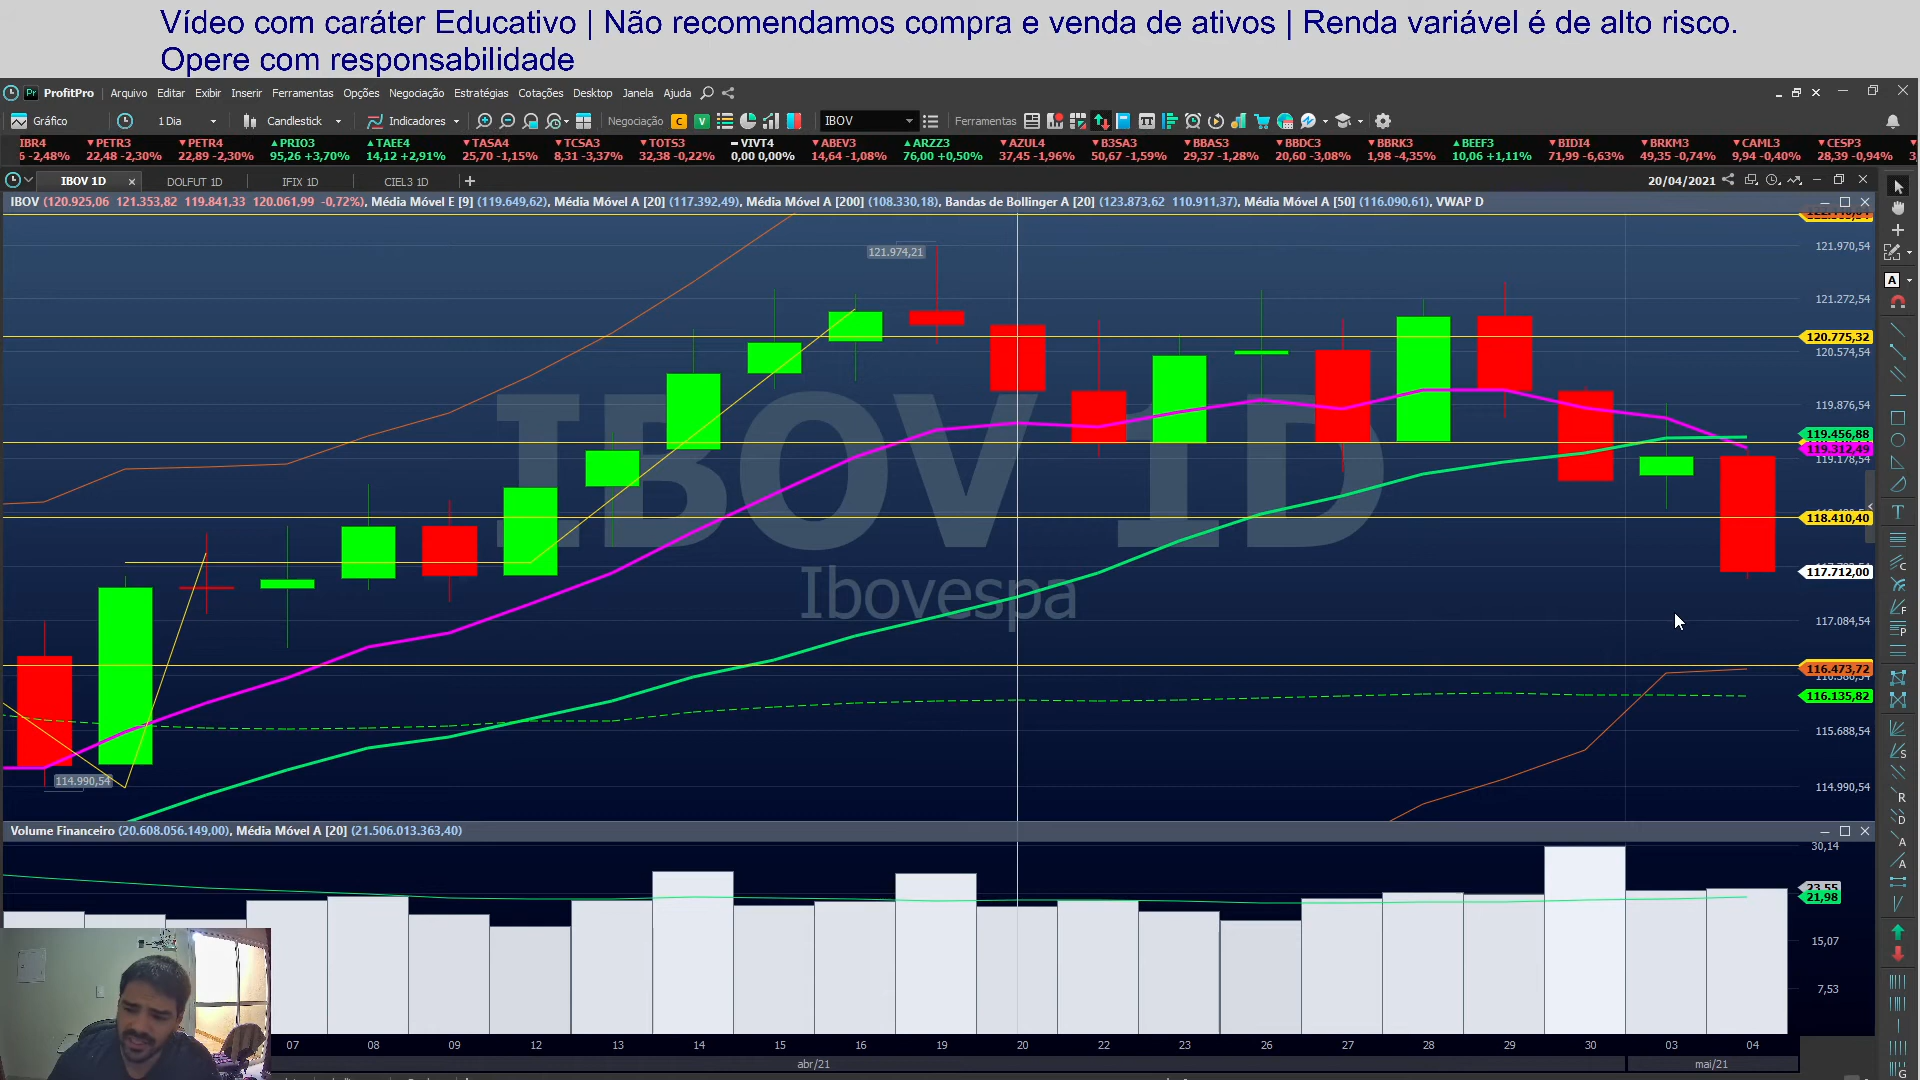 Vídeo com caráter Educativo | Não recomendamos compra e venda de ativos | Renda variável é de alto risco.
Opere com responsabilidade
ProfitPro Arquivo Editar Exibir Inserir Ferramentas Opções Negociação Estratégias Cotações Desktop Janela Ajuda
Gráfico 1 Dia Candlestick Indicadores Negociação IBOV Ferramentas
IBR4 PETR3 PETR4 PRIO3 TAEE4 TASA4 TCSA3 TOTS3 VIVT4 ABEV3 ARZZ3 AZUL4 B3SA3 BBAS3 BBDC3 BBRK3 BEEF3 BIDI4 BRKM3 CAML3 CESP3
6 -2,48% 22,48 -2,30% 22,89 -2,30% 95,26 +3,70% 14,12 +2,91% 25,70 -1,15% 8,31 -3,37% 32,38 -0,22% 0,00 0,00% 14,64 -1,08% 76,00 +0,50% 37,45 -1,96% 50,67 -1,59% 29,37 -1,28% 20,60 -3,08% 1,98 -4,35% 10,06 +1,11% 71,99 -6,63% 49,35 -0,74% 9,94 -0,40% 28,39 -0,94% 3,
IBOV 1D DOLFUT 1D IFIX 1D CIEL3 1D 20/04/2021
IBOV (120.925,06 121.353,82 119.841,33 120.061,99 -0,72%), Média Móvel E [9] (119.649,62), Média Móvel A [20] (117.392,49), Média Móvel A [200] (108.330,18), Bandas de Bollinger A [20] (123.873,62 110.911,37), Média Móvel A [50] (116.090,61), VWAP D
121.974,21
121.970,54
121.272,54
120.775,32
120.574,54
119.876,54
119.456,88
119.312,49
119.178,54
118.410,40
117.712,00
117.084,54
116.473,72
116.135,82
115.688,54
114.990,54
114.990,54
IBOV 1D
Ibovespa
Volume Financeiro (20.608.056.149,00), Média Móvel A [20] (21.506.013.363,40)
30,14
23,55
21,98
15,07
7,53
07 08 09 12 13 14 15 16 19 20 22 23 26 27 28 29 30 03 04
abr/21 mai/21